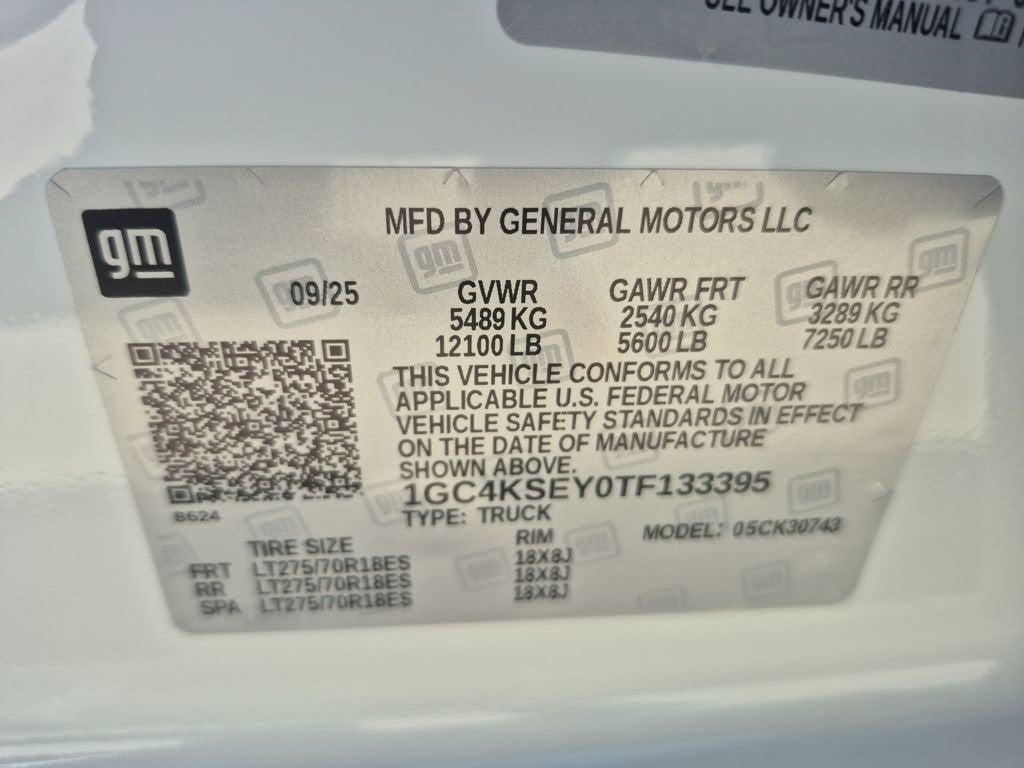 SEE OWNER'S MANUAL
gm
MFD BY GENERAL MOTORS LLC
09/25 GVWR GAWR FRT GAWR RR
5489 KG 2540 KG 3289 KG
12100 LB 5600 LB 7250 LB
THIS VEHICLE CONFORMS TO ALL
APPLICABLE U.S. FEDERAL MOTOR
VEHICLE SAFETY STANDARDS IN EFFECT
ON THE DATE OF MANUFACTURE
SHOWN ABOVE.
1GC4KSEY0TF133395
8624
TYPE: TRUCK MODEL: 05CK30743
TIRE SIZE RIM
FRT LT275/70R18ES 18X8J
RR LT275/70R18ES 18X8J
SPA LT275/70R18ES 18X8J